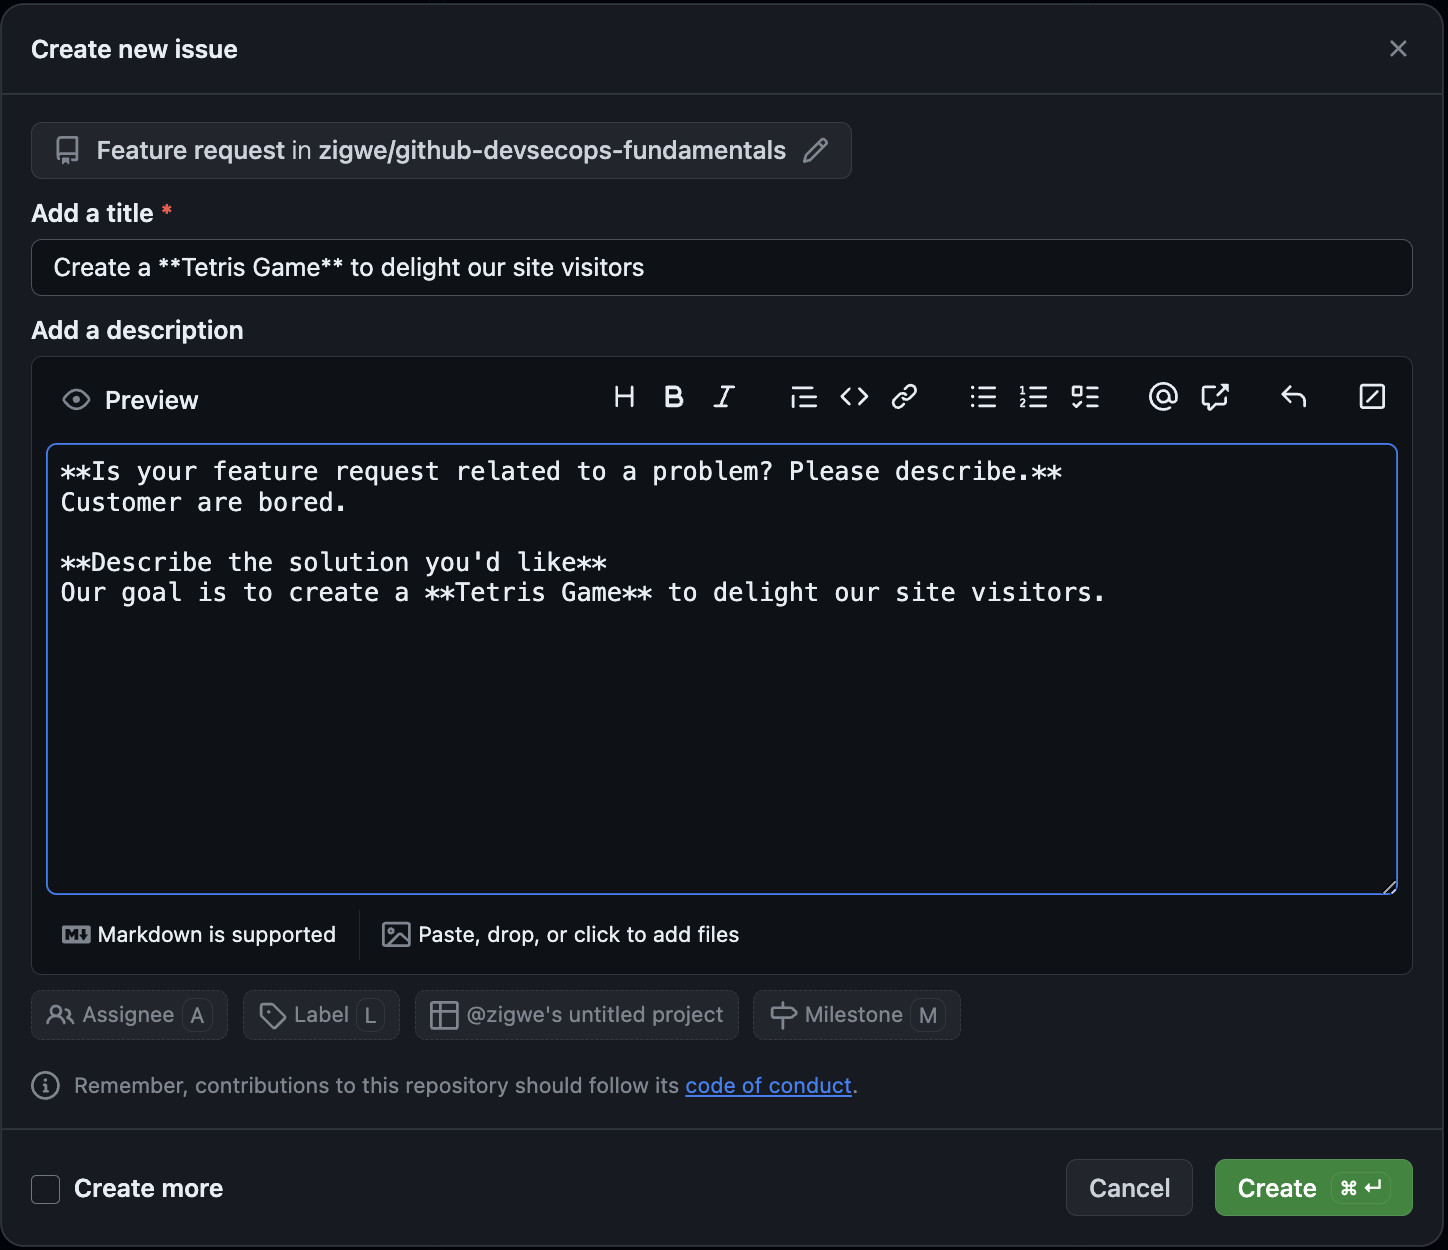 Create new issue
Feature request in zigwe/github-devsecops-fundamentals
Add a title *
Create a **Tetris Game** to delight our site visitors
Add a description
Preview
**Is your feature request related to a problem? Please describe.**
Customer are bored.
**Describe the solution you'd like**
Our goal is to create a **Tetris Game** to delight our site visitors.
Markdown is supported
Paste, drop, or click to add files
Assignee A Label L @zigwe's untitled project Milestone M
Remember, contributions to this repository should follow its code of conduct.
Create more
Cancel Create ⌘ ↵